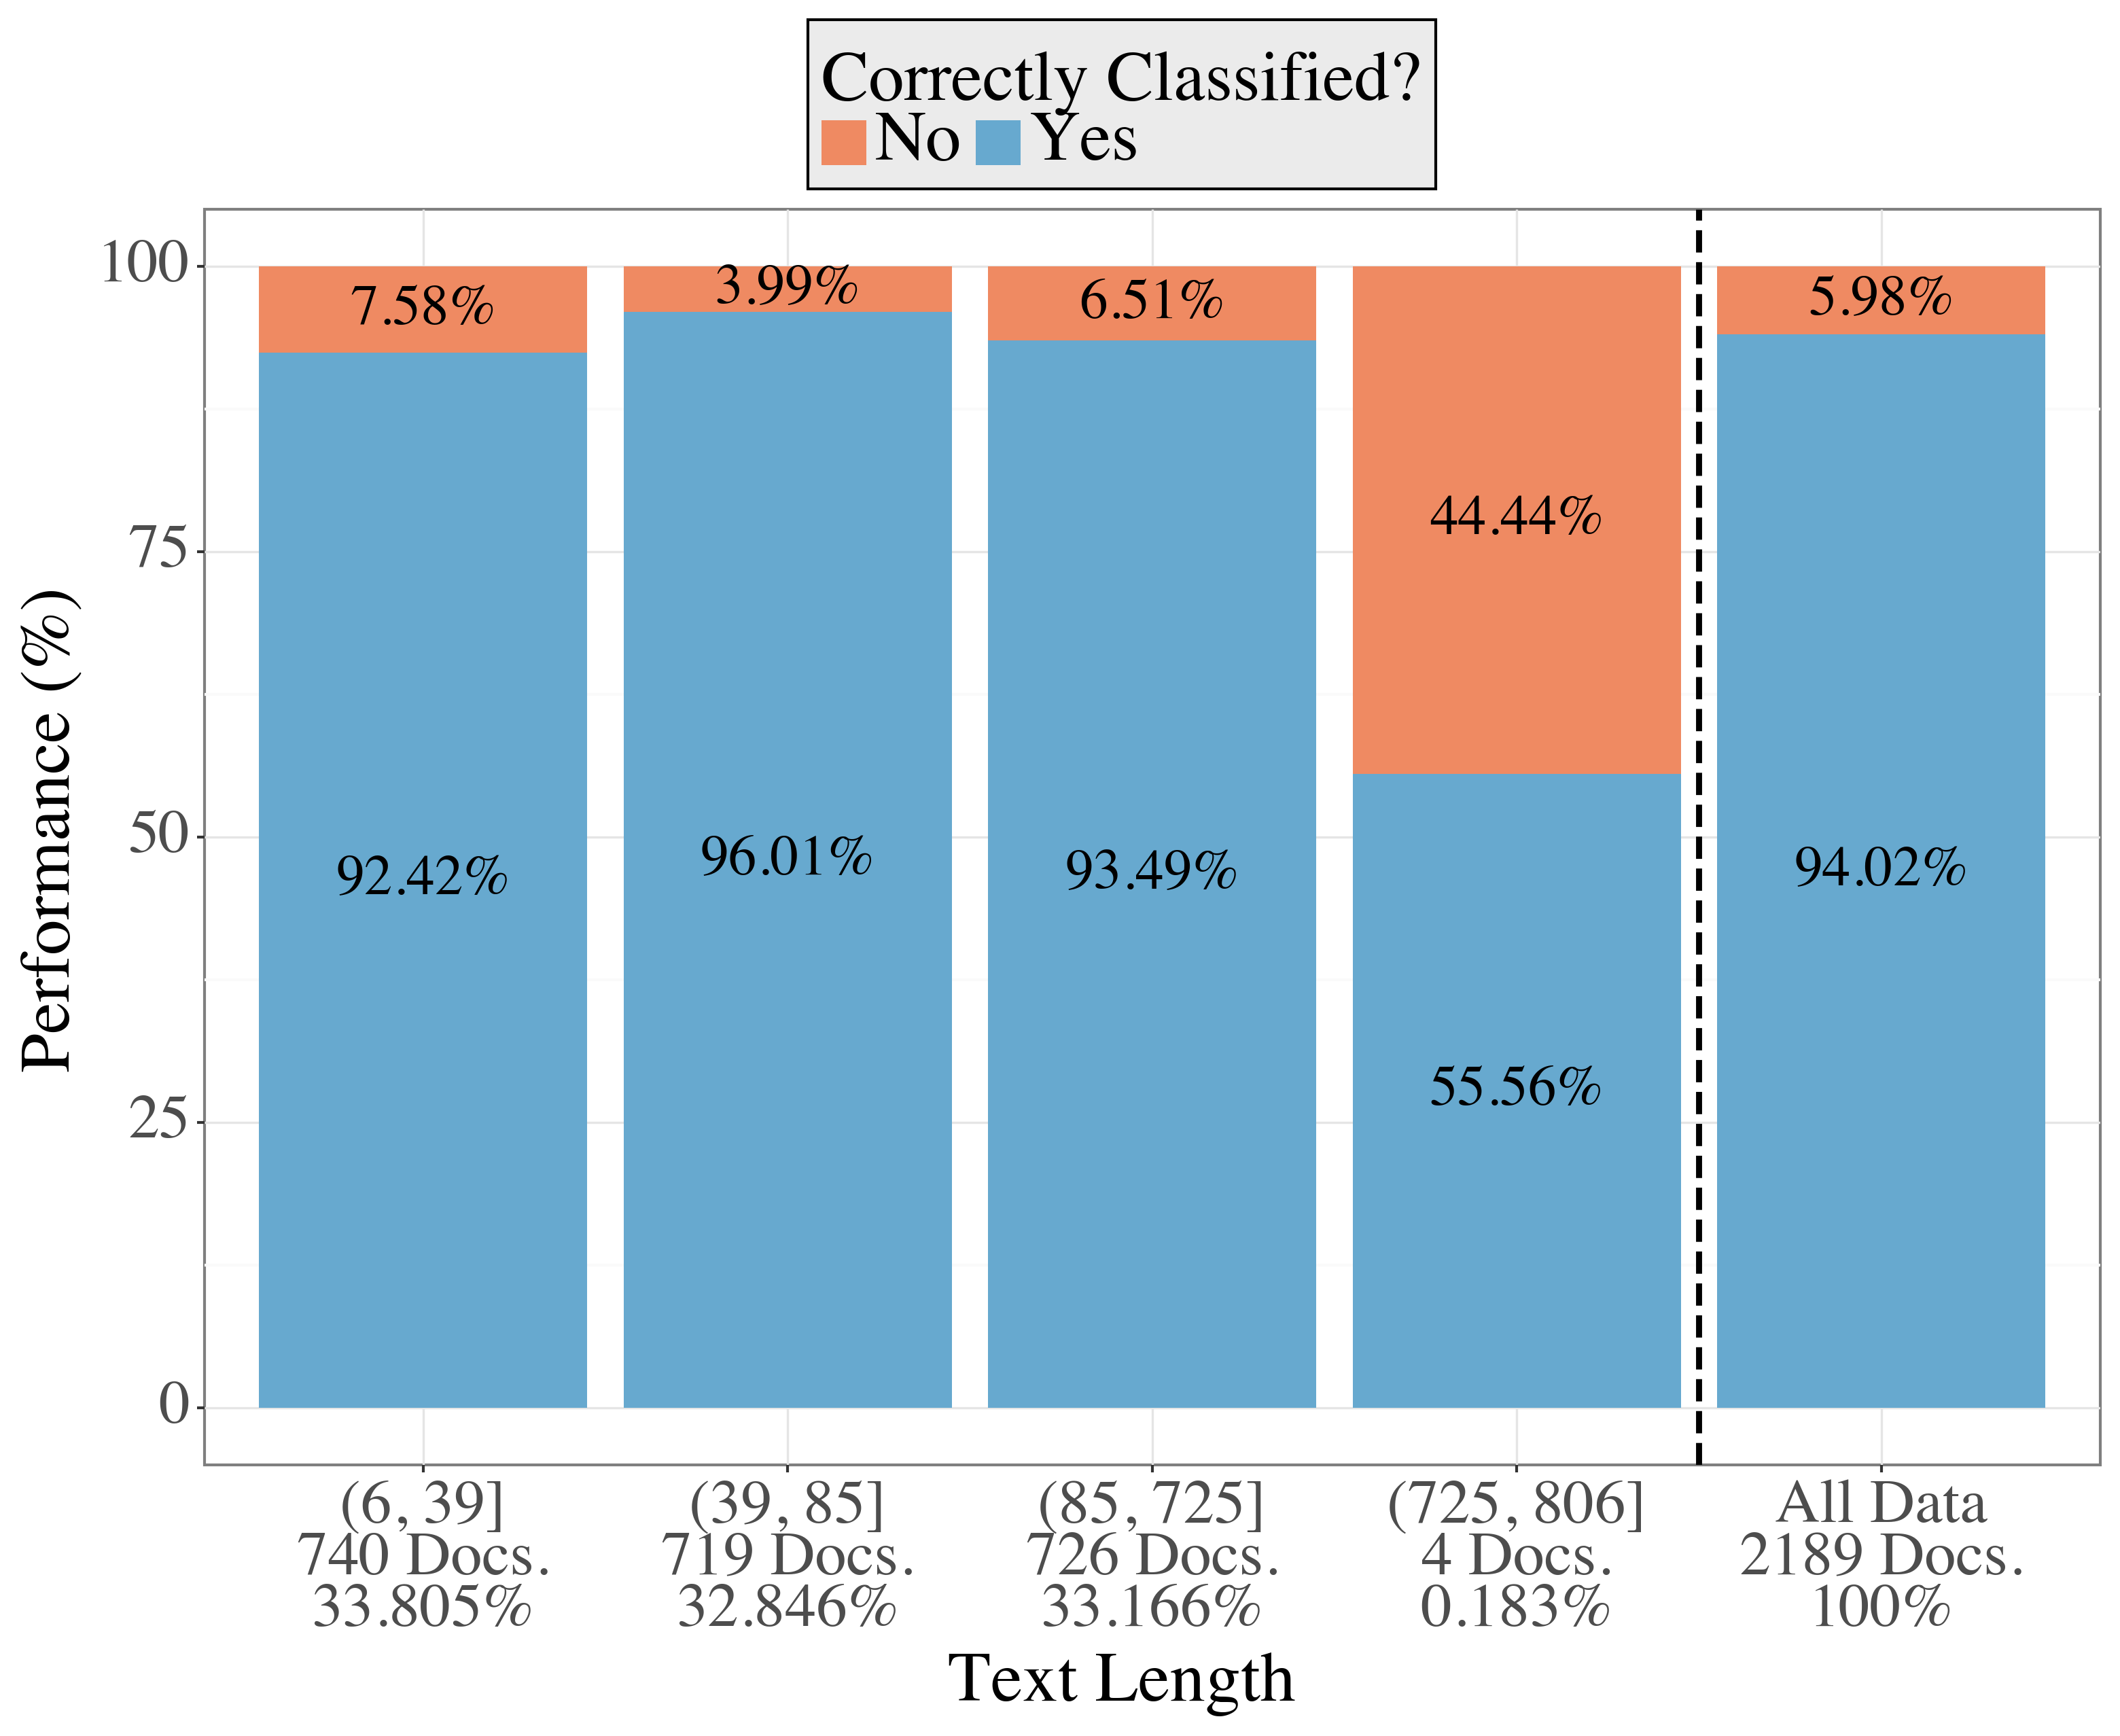 Correctly Classified?
No Yes
Performance (%)
100
75
50
25
0
7.58%
3.99%
6.51%
44.44%
5.98%
92.42%
96.01%
93.49%
55.56%
94.02%
(6, 39]
740 Docs.
33.805%
(39, 85]
719 Docs.
32.846%
(85, 725]
726 Docs.
33.166%
(725, 806]
4 Docs.
0.183%
All Data
2189 Docs.
100%
Text Length